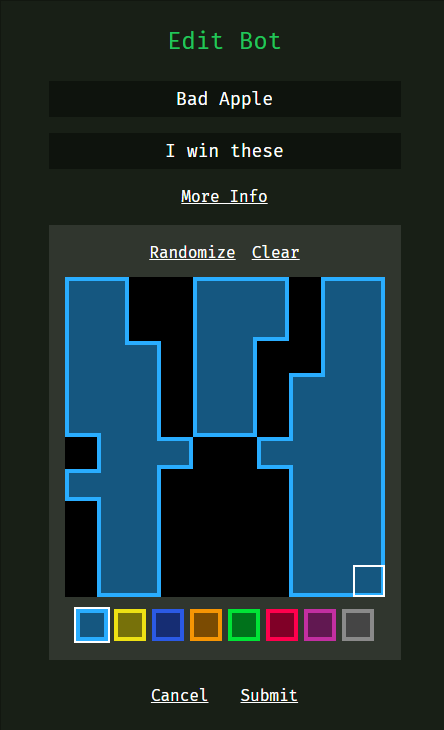 Edit Bot
Bad Apple
I win these
More Info
Randomize Clear
Cancel Submit